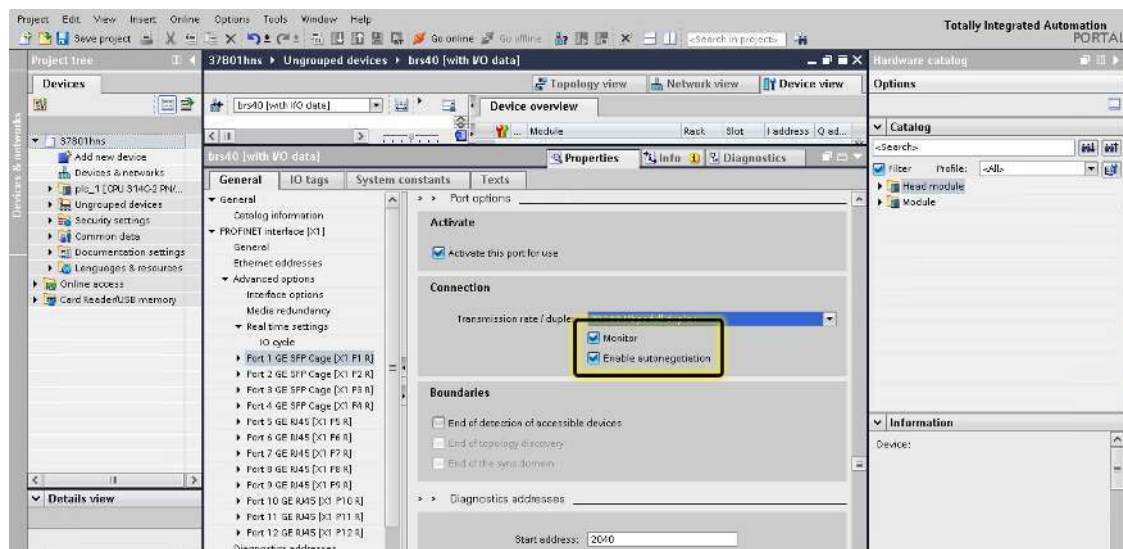 Project Edit View Insert Online Options Tools Window Help
Totally Integrated Automation
PORTAL
Save project Go online Go offline <Search in project>
Project tree
37801hns Ungrouped devices brs40 [with I/O data]
Hardware catalog
Devices
Topology view Network view Device view
Options
brs40 [with I/O data]
Device overview
Devices & networks
... Module Rack Slot I address Q ad...
Catalog
37801hns
<Search>
Add new device
brs40 [with I/O data]
Properties Info Diagnostics
Filter Profile: <All>
Devices & networks
General IO tags System constants Texts
Head module
plc_1 [CPU 314C-2 PN/...
Module
Ungrouped devices
General
Port options
Security settings
Catalog information
Activate
Common data
PROFINET interface [X1]
Documentation settings
General
Activate this port for use
Languages & resources
Ethernet addresses
Online access
Advanced options
Connection
Card Reader/USB memory
Interface options
Media redundancy
Transmission rate / duplex:
Real time settings
Monitor
IO cycle
Enable autonegotiation
Port 1 GE SFP Cage [X1 P1 R]
Port 2 GE SFP Cage [X1 P2 R]
Port 3 GE SFP Cage [X1 P3 R]
Boundaries
Port 4 GE SFP Cage [X1 P4 R]
Port 5 GE RJ45 [X1 P5 R]
End of detection of accessible devices
Information
Port 6 GE RJ45 [X1 P6 R]
End of topology discovery
Device:
Port 7 GE RJ45 [X1 P7 R]
End of the sync domain
Port 8 GE RJ45 [X1 P8 R]
Port 9 GE RJ45 [X1 P9 R]
Details view
Port 10 GE RJ45 [X1 P10 R]
Diagnostics addresses
Port 11 GE RJ45 [X1 P11 R]
Port 12 GE RJ45 [X1 P12 R]
Start address: 2040
Diagnostics addresses